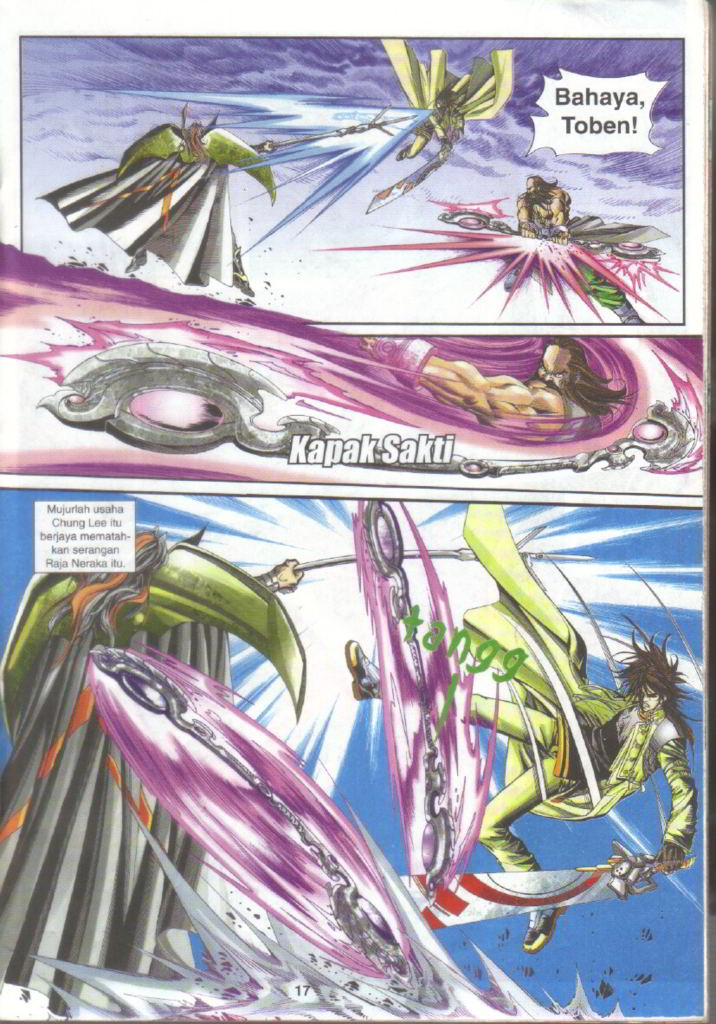 Bahaya,
Toben!
Kapak Sakti
Mujurlah usaha
Chung Lee itu
berjaya mematah-
kan serangan
Raja Neraka itu.
tangg
!
17